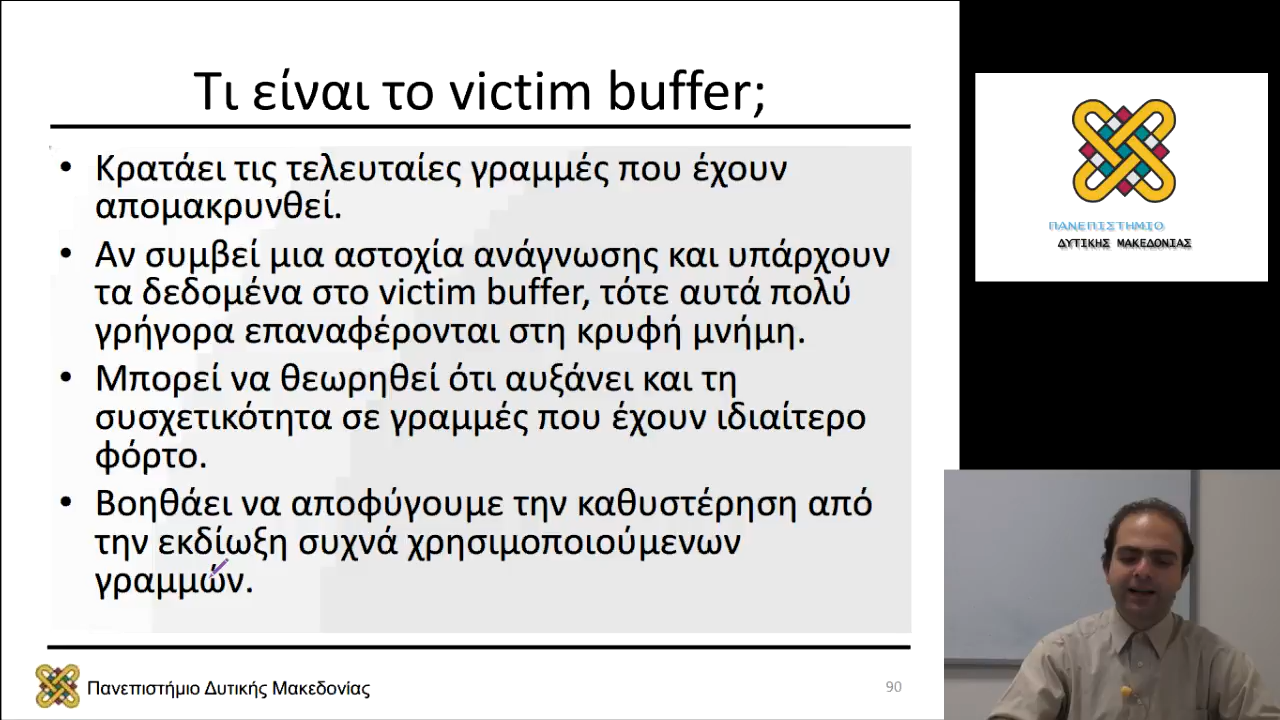 Τι είναι το victim buffer;
• Κρατάει τις τελευταίες γραμμές που έχουν
απομακρυνθεί.
• Αν συμβεί μια αστοχία ανάγνωσης και υπάρχουν
τα δεδομένα στο victim buffer, τότε αυτά πολύ
γρήγορα επαναφέρονται στη κρυφή μνήμη.
• Μπορεί να θεωρηθεί ότι αυξάνει και τη
συσχετικότητα σε γραμμές που έχουν ιδιαίτερο
φόρτο.
• Βοηθάει να αποφύγουμε την καθυστέρηση από
την εκδίωξη συχνά χρησιμοποιούμενων
γραμμών.
Πανεπιστήμιο Δυτικής Μακεδονίας
90
ΠΑΝΕΠΙΣΤΗΜΙΟ
ΔΥΤΙΚΗΣ ΜΑΚΕΔΟΝΙΑΣ